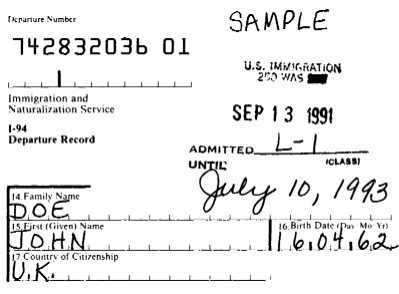 Departure Number
SAMPLE
742832036 01
U.S. IMMIGRATION
250 WAS
Immigration and
Naturalization Service
SEP 13 1991
I-94
Departure Record
ADMITTED L-1
UNTIL (CLASS)
July 10, 1993
14. Family Name
DOE
15. First (Given) Name
16. Birth Date (Day Mo Yr)
JOHN
16.04.62
17. Country of Citizenship
U.K.